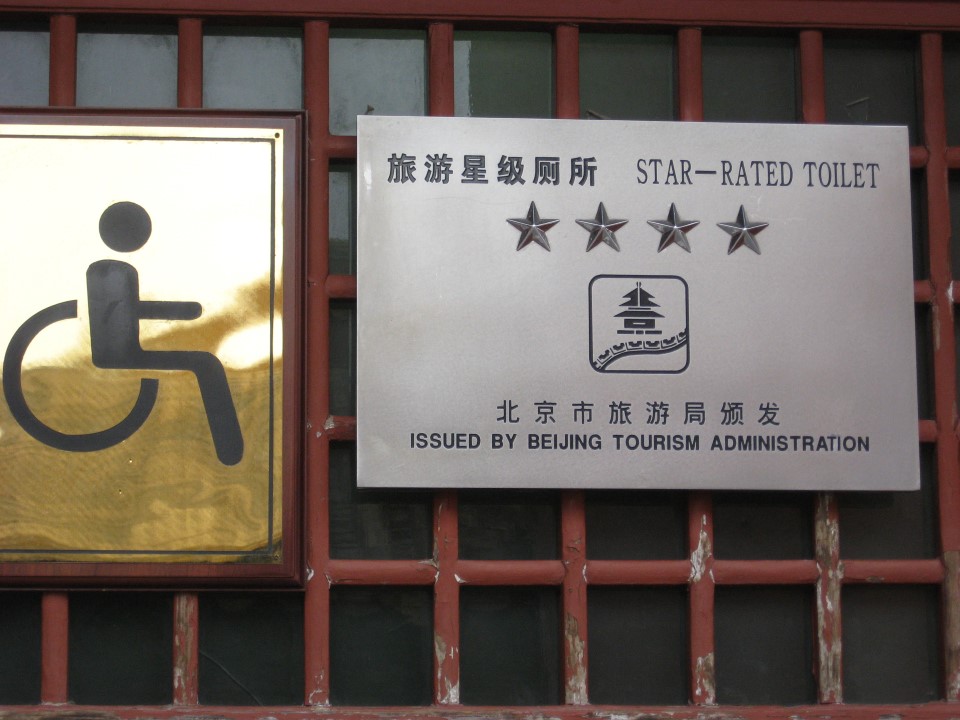 旅游星级厕所 STAR—RATED TOILET
北京市旅游局颁发
ISSUED BY BEIJING TOURISM ADMINISTRATION